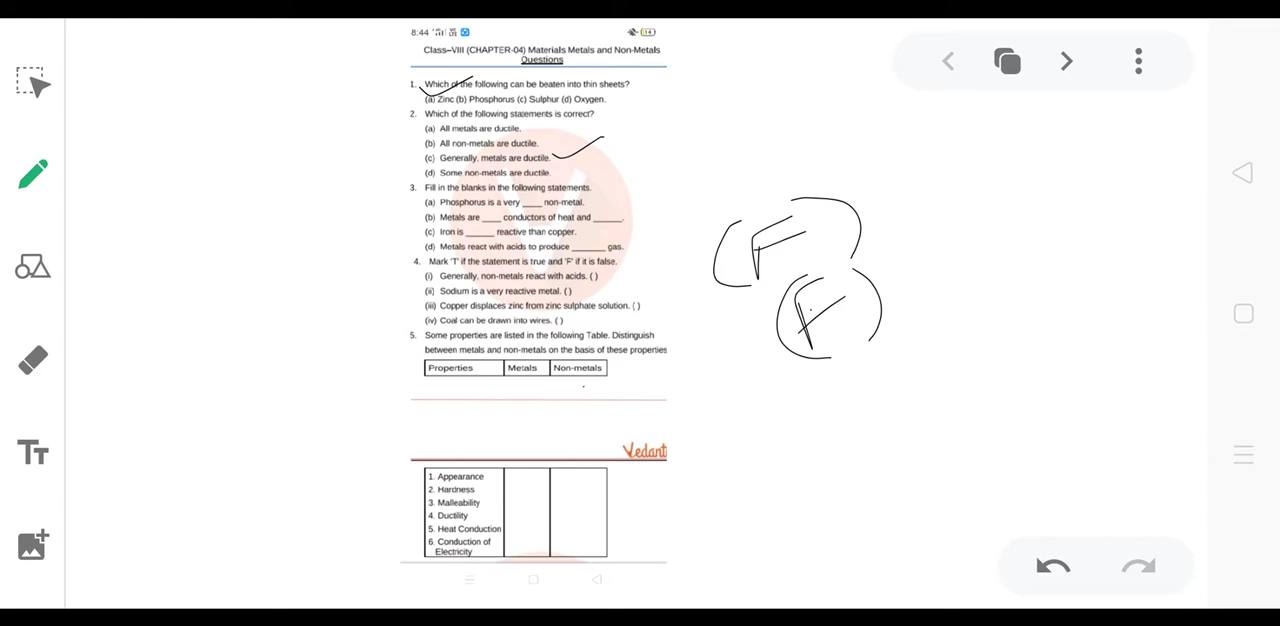 8:44
Class–VIII (CHAPTER-04) Materials Metals and Non-Metals
Questions
1. Which of the following can be beaten into thin sheets?
(a) Zinc (b) Phosphorus (c) Sulphur (d) Oxygen.
2. Which of the following statements is correct?
(a) All metals are ductile.
(b) All non-metals are ductile.
(c) Generally, metals are ductile.
(d) Some non-metals are ductile.
3. Fill in the blanks in the following statements.
(a) Phosphorus is a very ____ non-metal.
(b) Metals are ____ conductors of heat and ______.
(c) Iron is ______ reactive than copper.
(d) Metals react with acids to produce _______ gas.
4. Mark 'T' if the statement is true and 'F' if it is false.
(i) Generally, non-metals react with acids. ( )
(ii) Sodium is a very reactive metal. ( )
(iii) Copper displaces zinc from zinc sulphate solution. ( )
(iv) Coal can be drawn into wires. ( )
5. Some properties are listed in the following Table. Distinguish
between metals and non-metals on the basis of these properties
Properties Metals Non-metals
Vedant
1. Appearance
2. Hardness
3. Malleability
4. Ductility
5. Heat Conduction
6. Conduction of
Electricity
(F)
(F)
TT